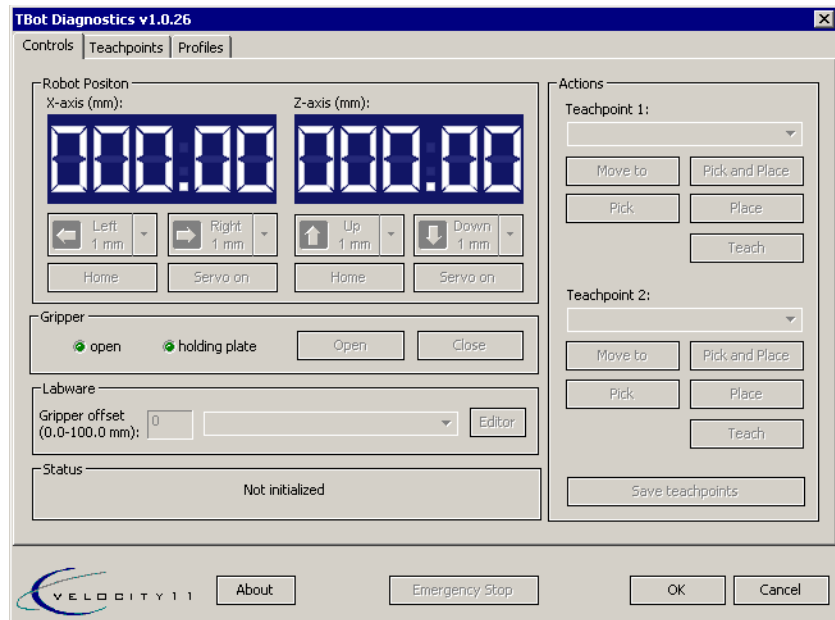 TBot Diagnostics v1.0.26
Controls Teachpoints Profiles
Robot Positon
X-axis (mm):
Z-axis (mm):
000.00
000.00
Left
1 mm
Right
1 mm
Up
1 mm
Down
1 mm
Home
Servo on
Home
Servo on
Gripper
open
holding plate
Open
Close
Labware
Gripper offset
(0.0-100.0 mm):
0
Editor
Status
Not initialized
Actions
Teachpoint 1:
Move to
Pick and Place
Pick
Place
Teach
Teachpoint 2:
Move to
Pick and Place
Pick
Place
Teach
Save teachpoints
VELOCITY11
About
Emergency Stop
OK
Cancel